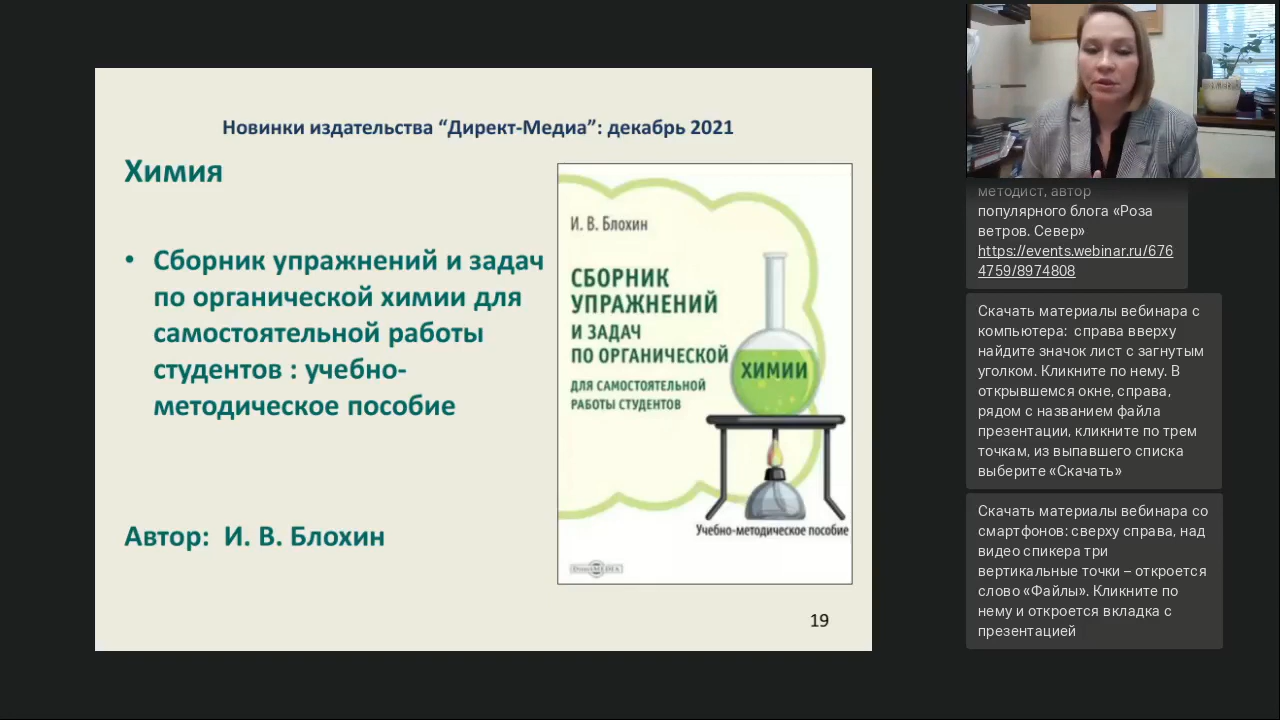 Новинки издательства “Директ-Медиа”: декабрь 2021
Химия
• Сборник упражнений и задач
по органической химии для
самостоятельной работы
студентов : учебно-
методическое пособие
Автор: И. В. Блохин
И. В. Блохин
СБОРНИК
УПРАЖНЕНИЙ
И ЗАДАЧ
ПО ОРГАНИЧЕСКОЙ
ХИМИИ
ДЛЯ САМОСТОЯТЕЛЬНОЙ
РАБОТЫ СТУДЕНТОВ
Учебно-методическое пособие
19
методист, автор
популярного блога «Роза
ветров. Север»
https://events.webinar.ru/676
4759/8974808
Скачать материалы вебинара с
компьютера: справа вверху
найдите значок лист с загнутым
уголком. Кликните по нему. В
открывшемся окне, справа,
рядом с названием файла
презентации, кликните по трем
точкам, из выпавшего списка
выберите «Скачать»
Скачать материалы вебинара со
смартфонов: сверху справа, над
видео спикера три
вертикальные точки – откроется
слово «Файлы». Кликните по
нему и откроется вкладка с
презентацией